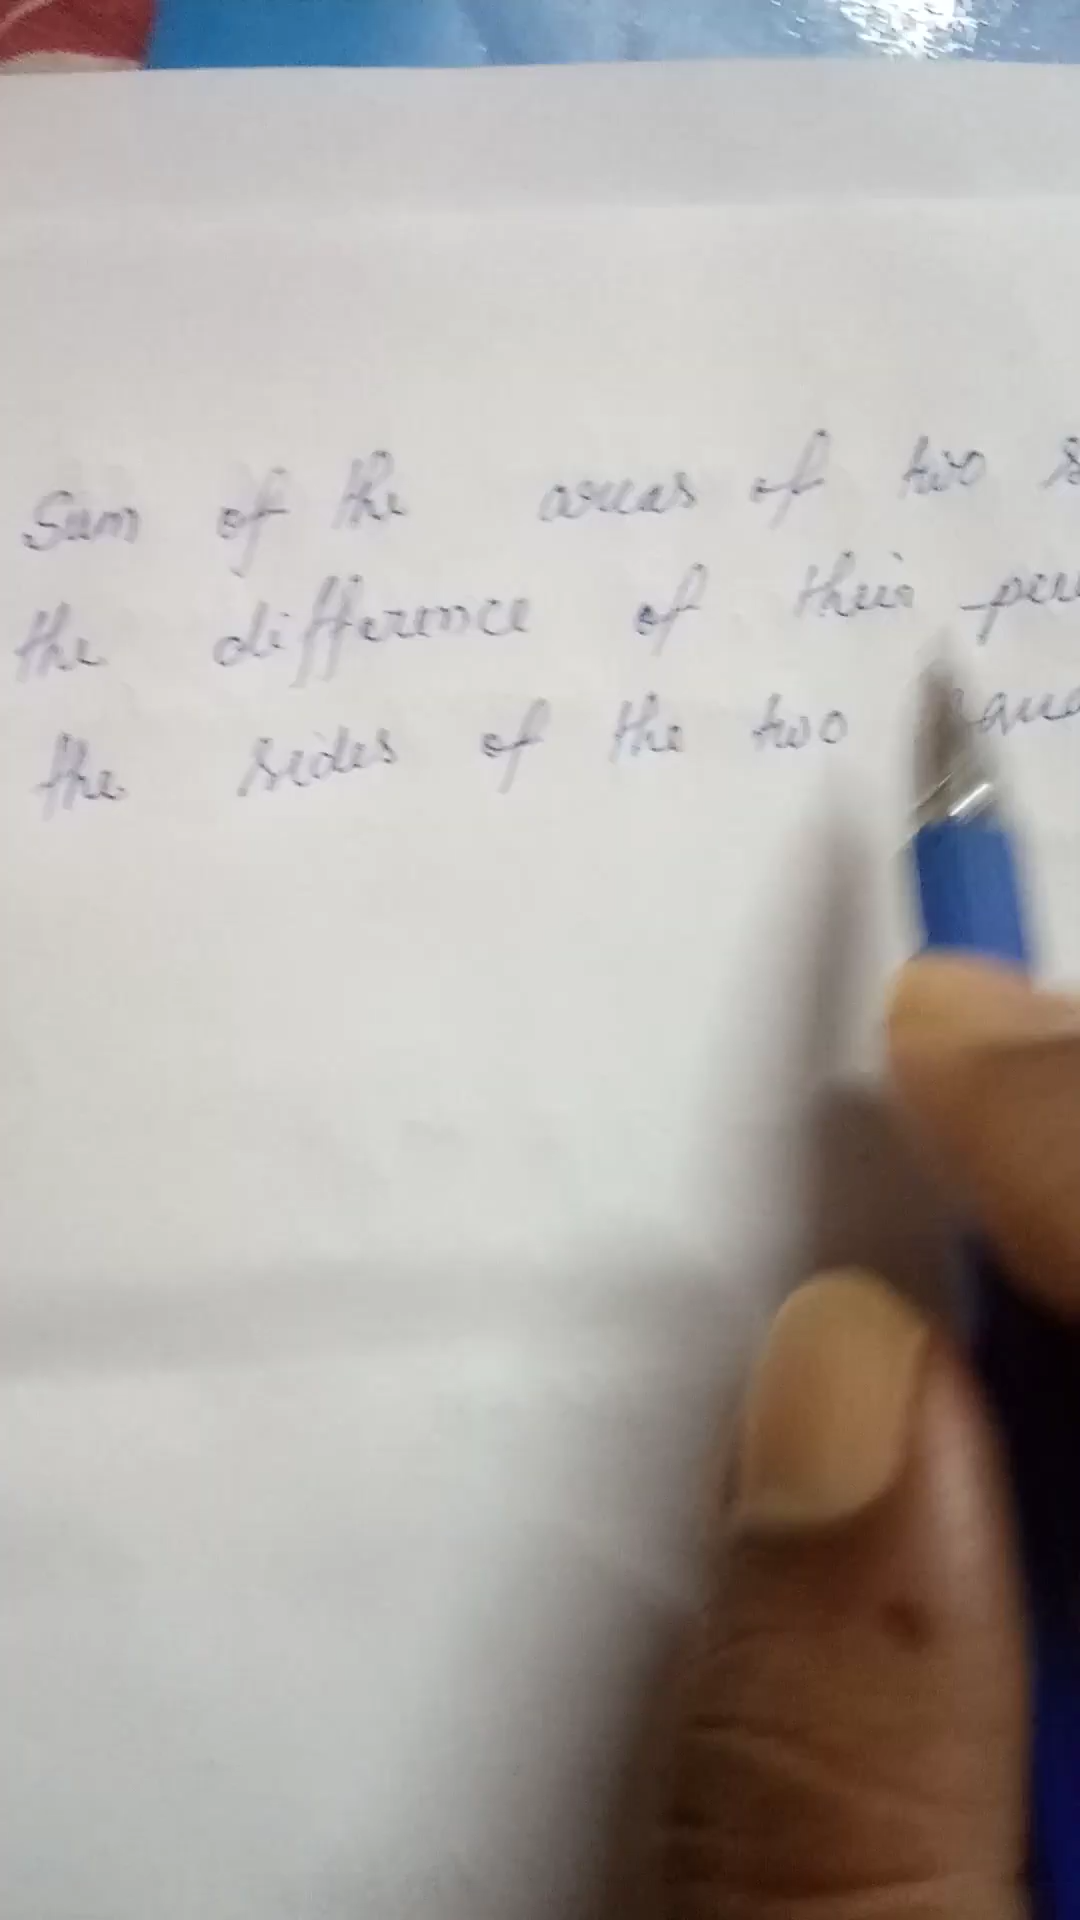 Sum of the areas of two
the difference of their
the sides of the two